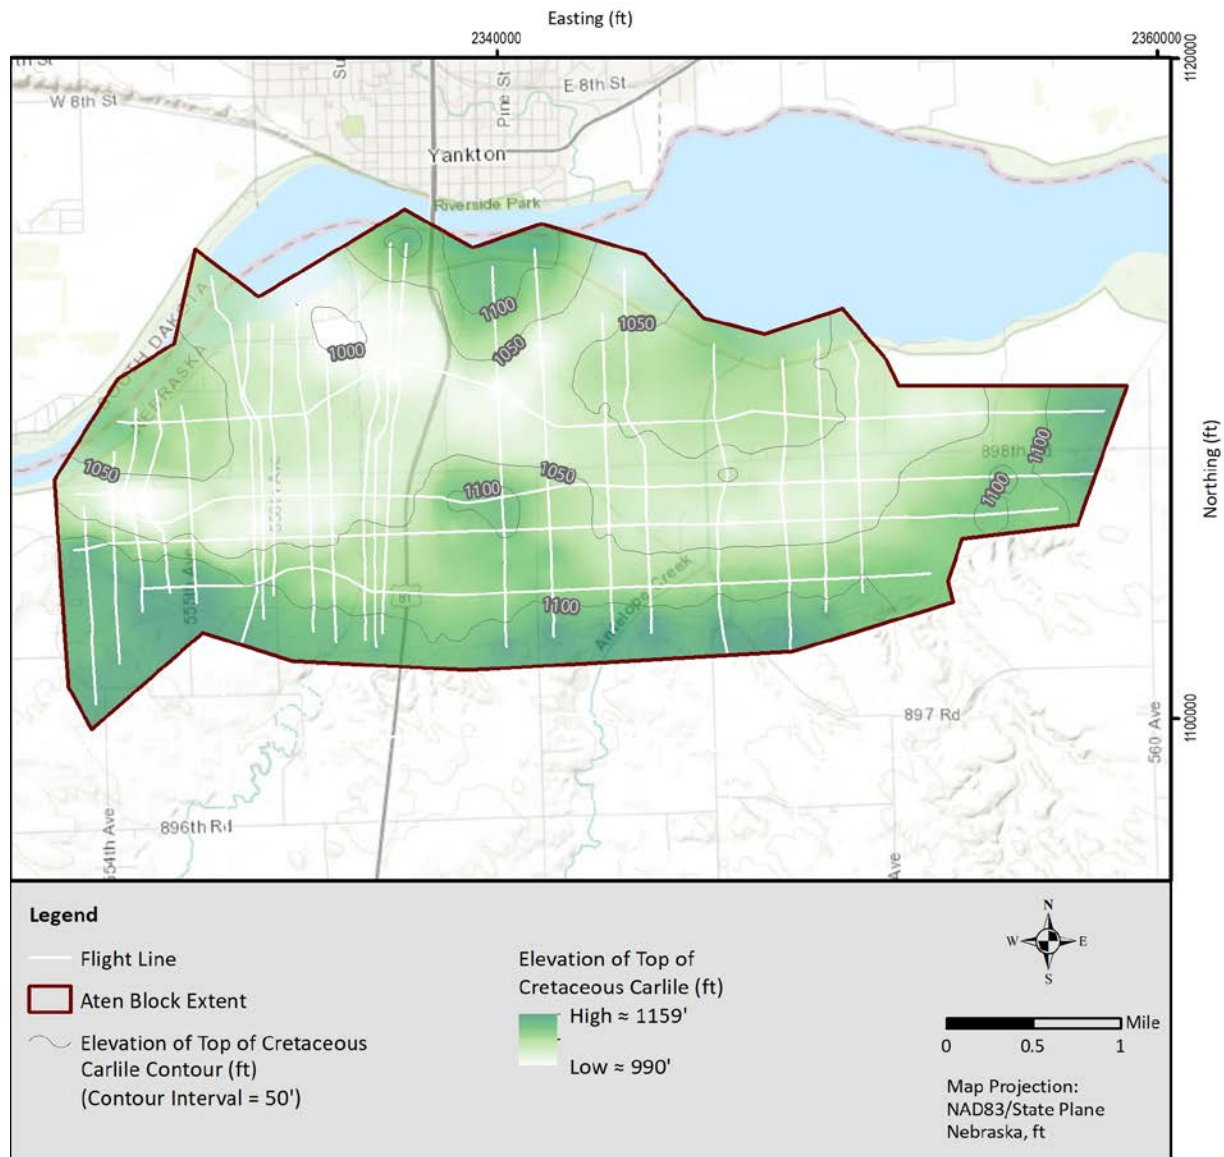 Easting (ft)
2340000
2360000
1120000
W 8th St
Pine St
E 8th St
Yankton
Riverside Park
SOUTH DAKOTA
NEBRASKA
1100
1050
1000
1050
Northing (ft)
1050
1050
1100
898th Rd
1100
1100
555th Ave
1100
Antelope Creek
1100000
897 Rd
560 Ave
896th Rd
554th Ave
Ave
Legend
Flight Line
Aten Block Extent
Elevation of Top of Cretaceous
Carlile Contour (ft)
(Contour Interval = 50')
Elevation of Top of
Cretaceous Carlile (ft)
High ≈ 1159'
Low ≈ 990'
N
W
E
S
Mile
0
0.5
1
Map Projection:
NAD83/State Plane
Nebraska, ft